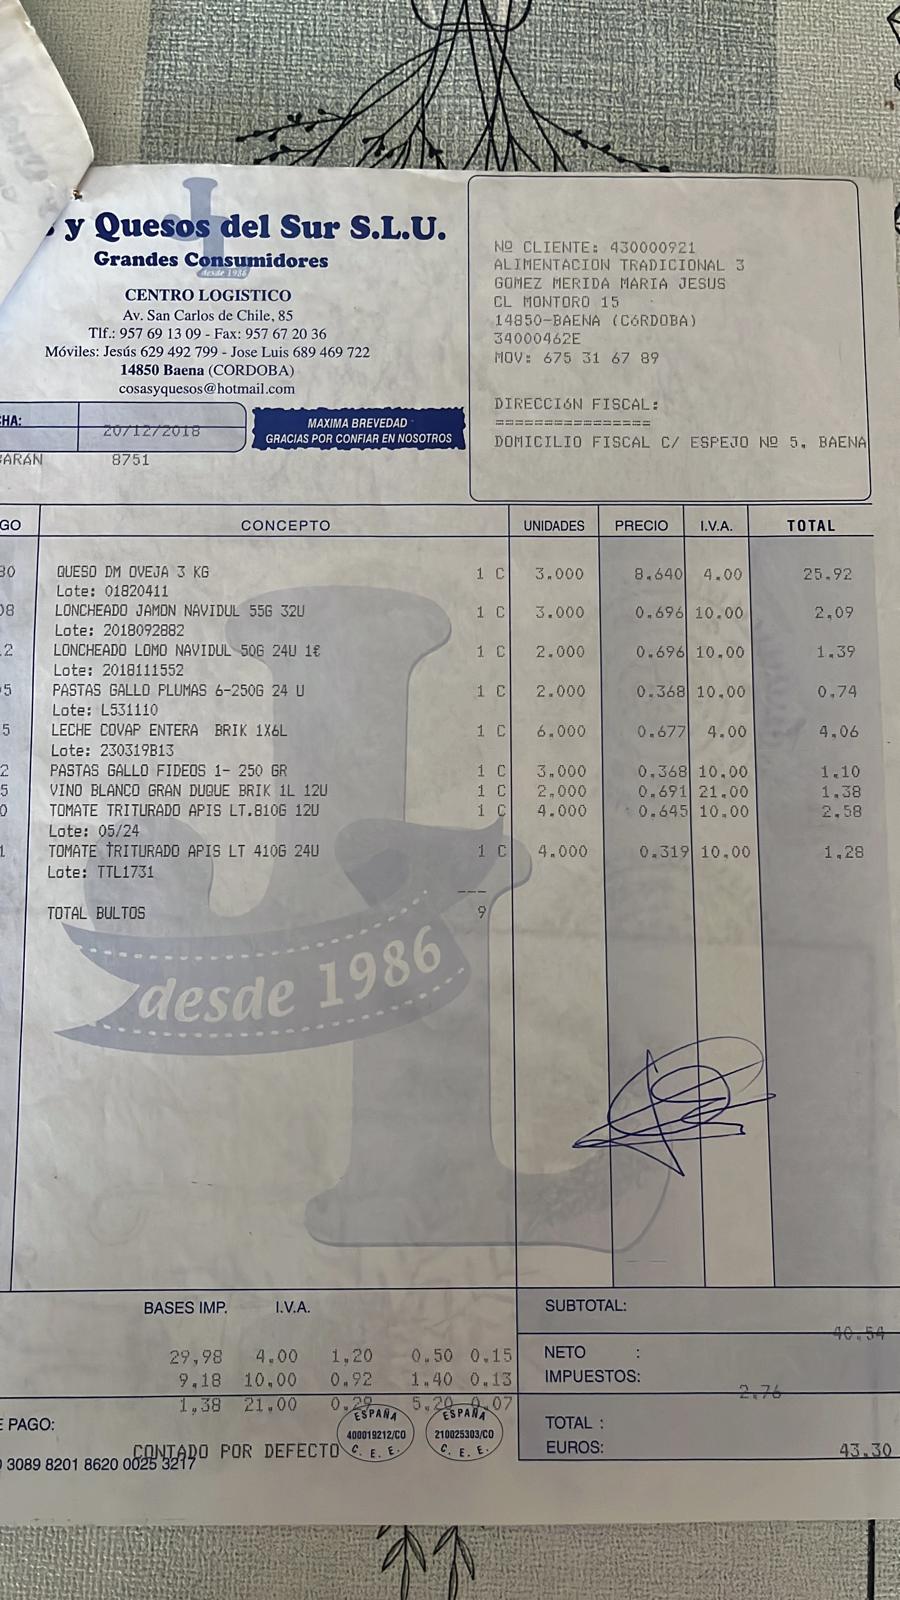 y Quesos del Sur S.L.U.
Grandes Consumidores
desde 1986
CENTRO LOGISTICO
Av. San Carlos de Chile, 85
Tlf.: 957 69 13 09 - Fax: 957 67 20 36
Móviles: Jesús 629 492 799 - Jose Luis 689 469 722
14850 Baena (CORDOBA)
cosasyquesos@hotmail.com
Nº CLIENTE: 430000921
ALIMENTACION TRADICIONAL 3
GOMEZ MERIDA MARIA JESUS
CL MONTORO 15
14850-BAENA (CóRDOBA)
34000462E
MOV: 675 31 67 89
DIRECCIóN FISCAL:
================
DOMICILIO FISCAL C/ ESPEJO Nº 5, BAENA
HA: 20/12/2018
MAXIMA BREVEDAD
GRACIAS POR CONFIAR EN NOSOTROS
ARÁN 8751
GO CONCEPTO UNIDADES PRECIO I.V.A. TOTAL
30 QUESO DM OVEJA 3 KG 1 C 3.000 8.640 4.00 25.92
Lote: 01820411
08 LONCHEADO JAMON NAVIDUL 55G 32U 1 C 3.000 0.696 10.00 2,09
Lote: 2018092882
.2 LONCHEADO LOMO NAVIDUL 50G 24U 1€ 1 C 2.000 0.696 10.00 1.39
Lote: 2018111552
5 PASTAS GALLO PLUMAS 6-250G 24 U 1 C 2.000 0.368 10.00 0,74
Lote: L531110
5 LECHE COVAP ENTERA BRIK 1X6L 1 C 6.000 0.677 4.00 4,06
Lote: 230319B13
2 PASTAS GALLO FIDEOS 1- 250 GR 1 C 3.000 0.368 10.00 1.10
5 VINO BLANCO GRAN DUQUE BRIK 1L 12U 1 C 2,000 0.691 21.00 1.38
0 TOMATE TRITURADO APIS LT.810G 12U 1 C 4.000 0.645 10.00 2.58
Lote: 05/24
1 TOMATE TRITURADO APIS LT 410G 24U 1 C 4.000 0.319 10,00 1,28
Lote: TTL1731
---
TOTAL BULTOS 9
desde 1986
BASES IMP. I.V.A.
29,98 4.00 1,20 0.50 0.15
9,18 10,00 0,92 1.40 0,13
1,38 21,00 0,29 5,20 0,07
SUBTOTAL: 40,54
NETO :
IMPUESTOS: 2,76
TOTAL :
EUROS: 43.30
E PAGO:
CONTADO POR DEFECTO
3089 8201 8620 0025 3217
ESPAÑA
400019212/CO
C. E. E.
ESPAÑA
210025303/CO
C. E. E.